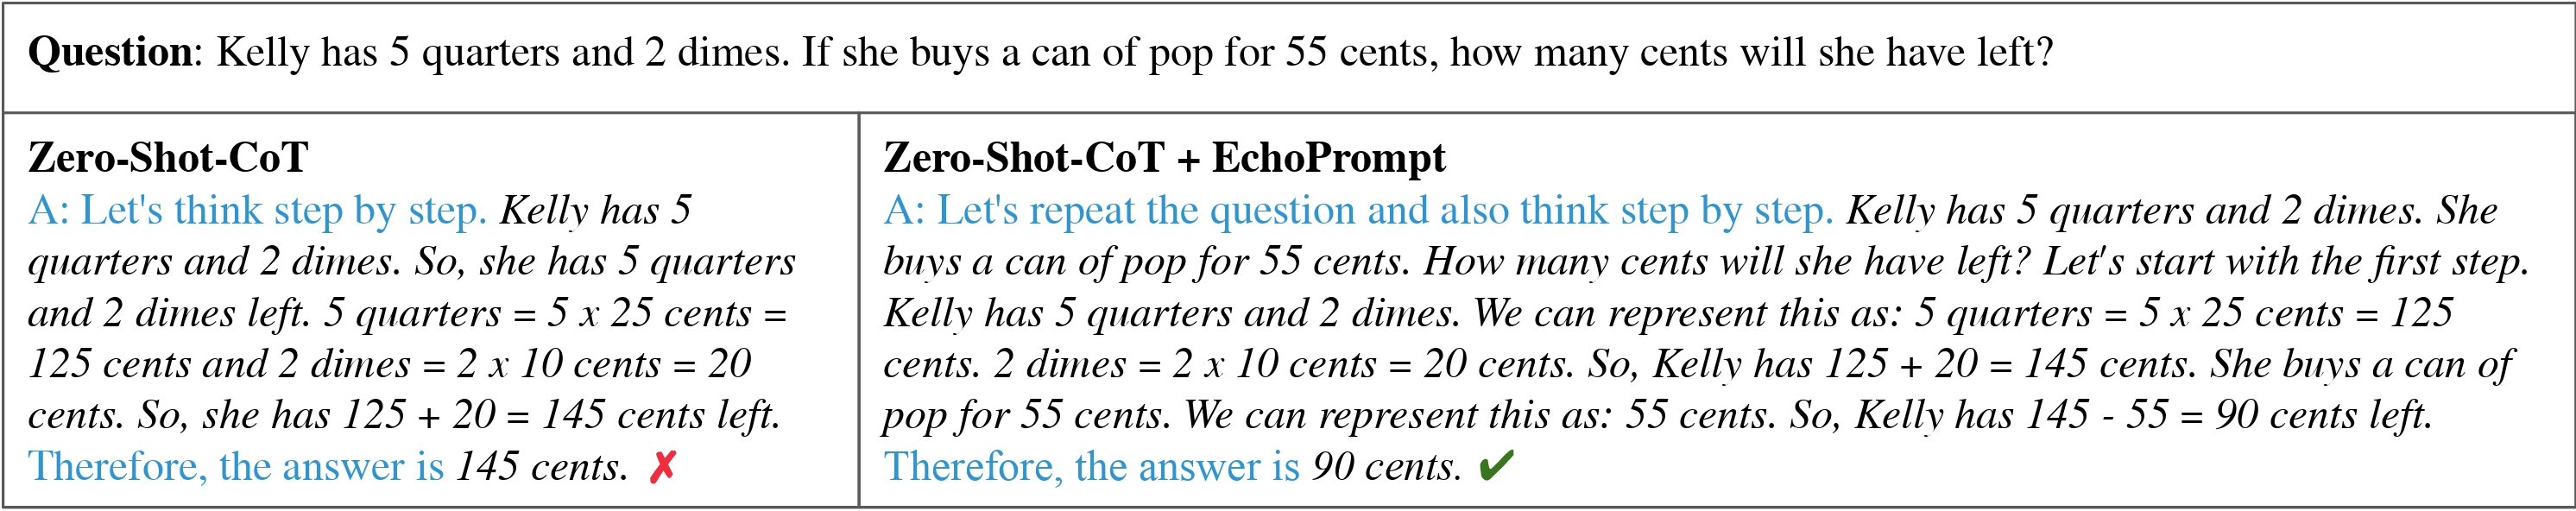 Question: Kelly has 5 quarters and 2 dimes. If she buys a can of pop for 55 cents, how many cents will she have left?
Zero-Shot-CoT
A: Let's think step by step. Kelly has 5
quarters and 2 dimes. So, she has 5 quarters
and 2 dimes left. 5 quarters = 5 x 25 cents =
125 cents and 2 dimes = 2 x 10 cents = 20
cents. So, she has 125 + 20 = 145 cents left.
Therefore, the answer is 145 cents. ✗
Zero-Shot-CoT + EchoPrompt
A: Let's repeat the question and also think step by step. Kelly has 5 quarters and 2 dimes. She
buys a can of pop for 55 cents. How many cents will she have left? Let's start with the first step.
Kelly has 5 quarters and 2 dimes. We can represent this as: 5 quarters = 5 x 25 cents = 125
cents. 2 dimes = 2 x 10 cents = 20 cents. So, Kelly has 125 + 20 = 145 cents. She buys a can of
pop for 55 cents. We can represent this as: 55 cents. So, Kelly has 145 - 55 = 90 cents left.
Therefore, the answer is 90 cents. ✔